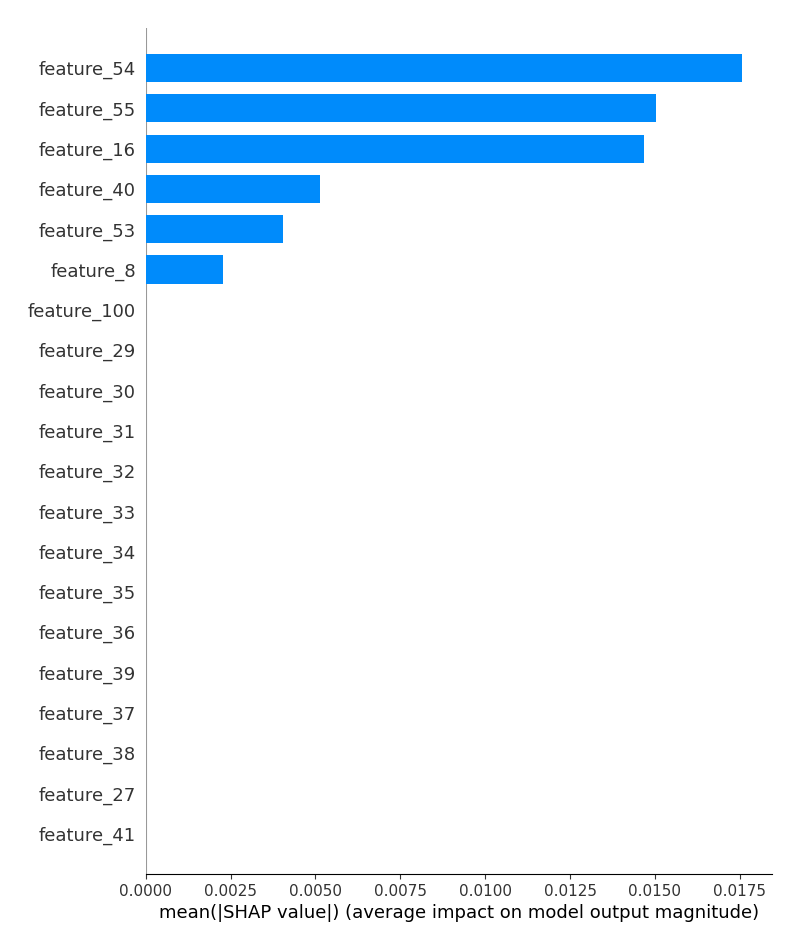 feature_54
feature_55
feature_16
feature_40
feature_53
feature_8
feature_100
feature_29
feature_30
feature_31
feature_32
feature_33
feature_34
feature_35
feature_36
feature_39
feature_37
feature_38
feature_27
feature_41
0.0000 0.0025 0.0050 0.0075 0.0100 0.0125 0.0150 0.0175
mean(|SHAP value|) (average impact on model output magnitude)